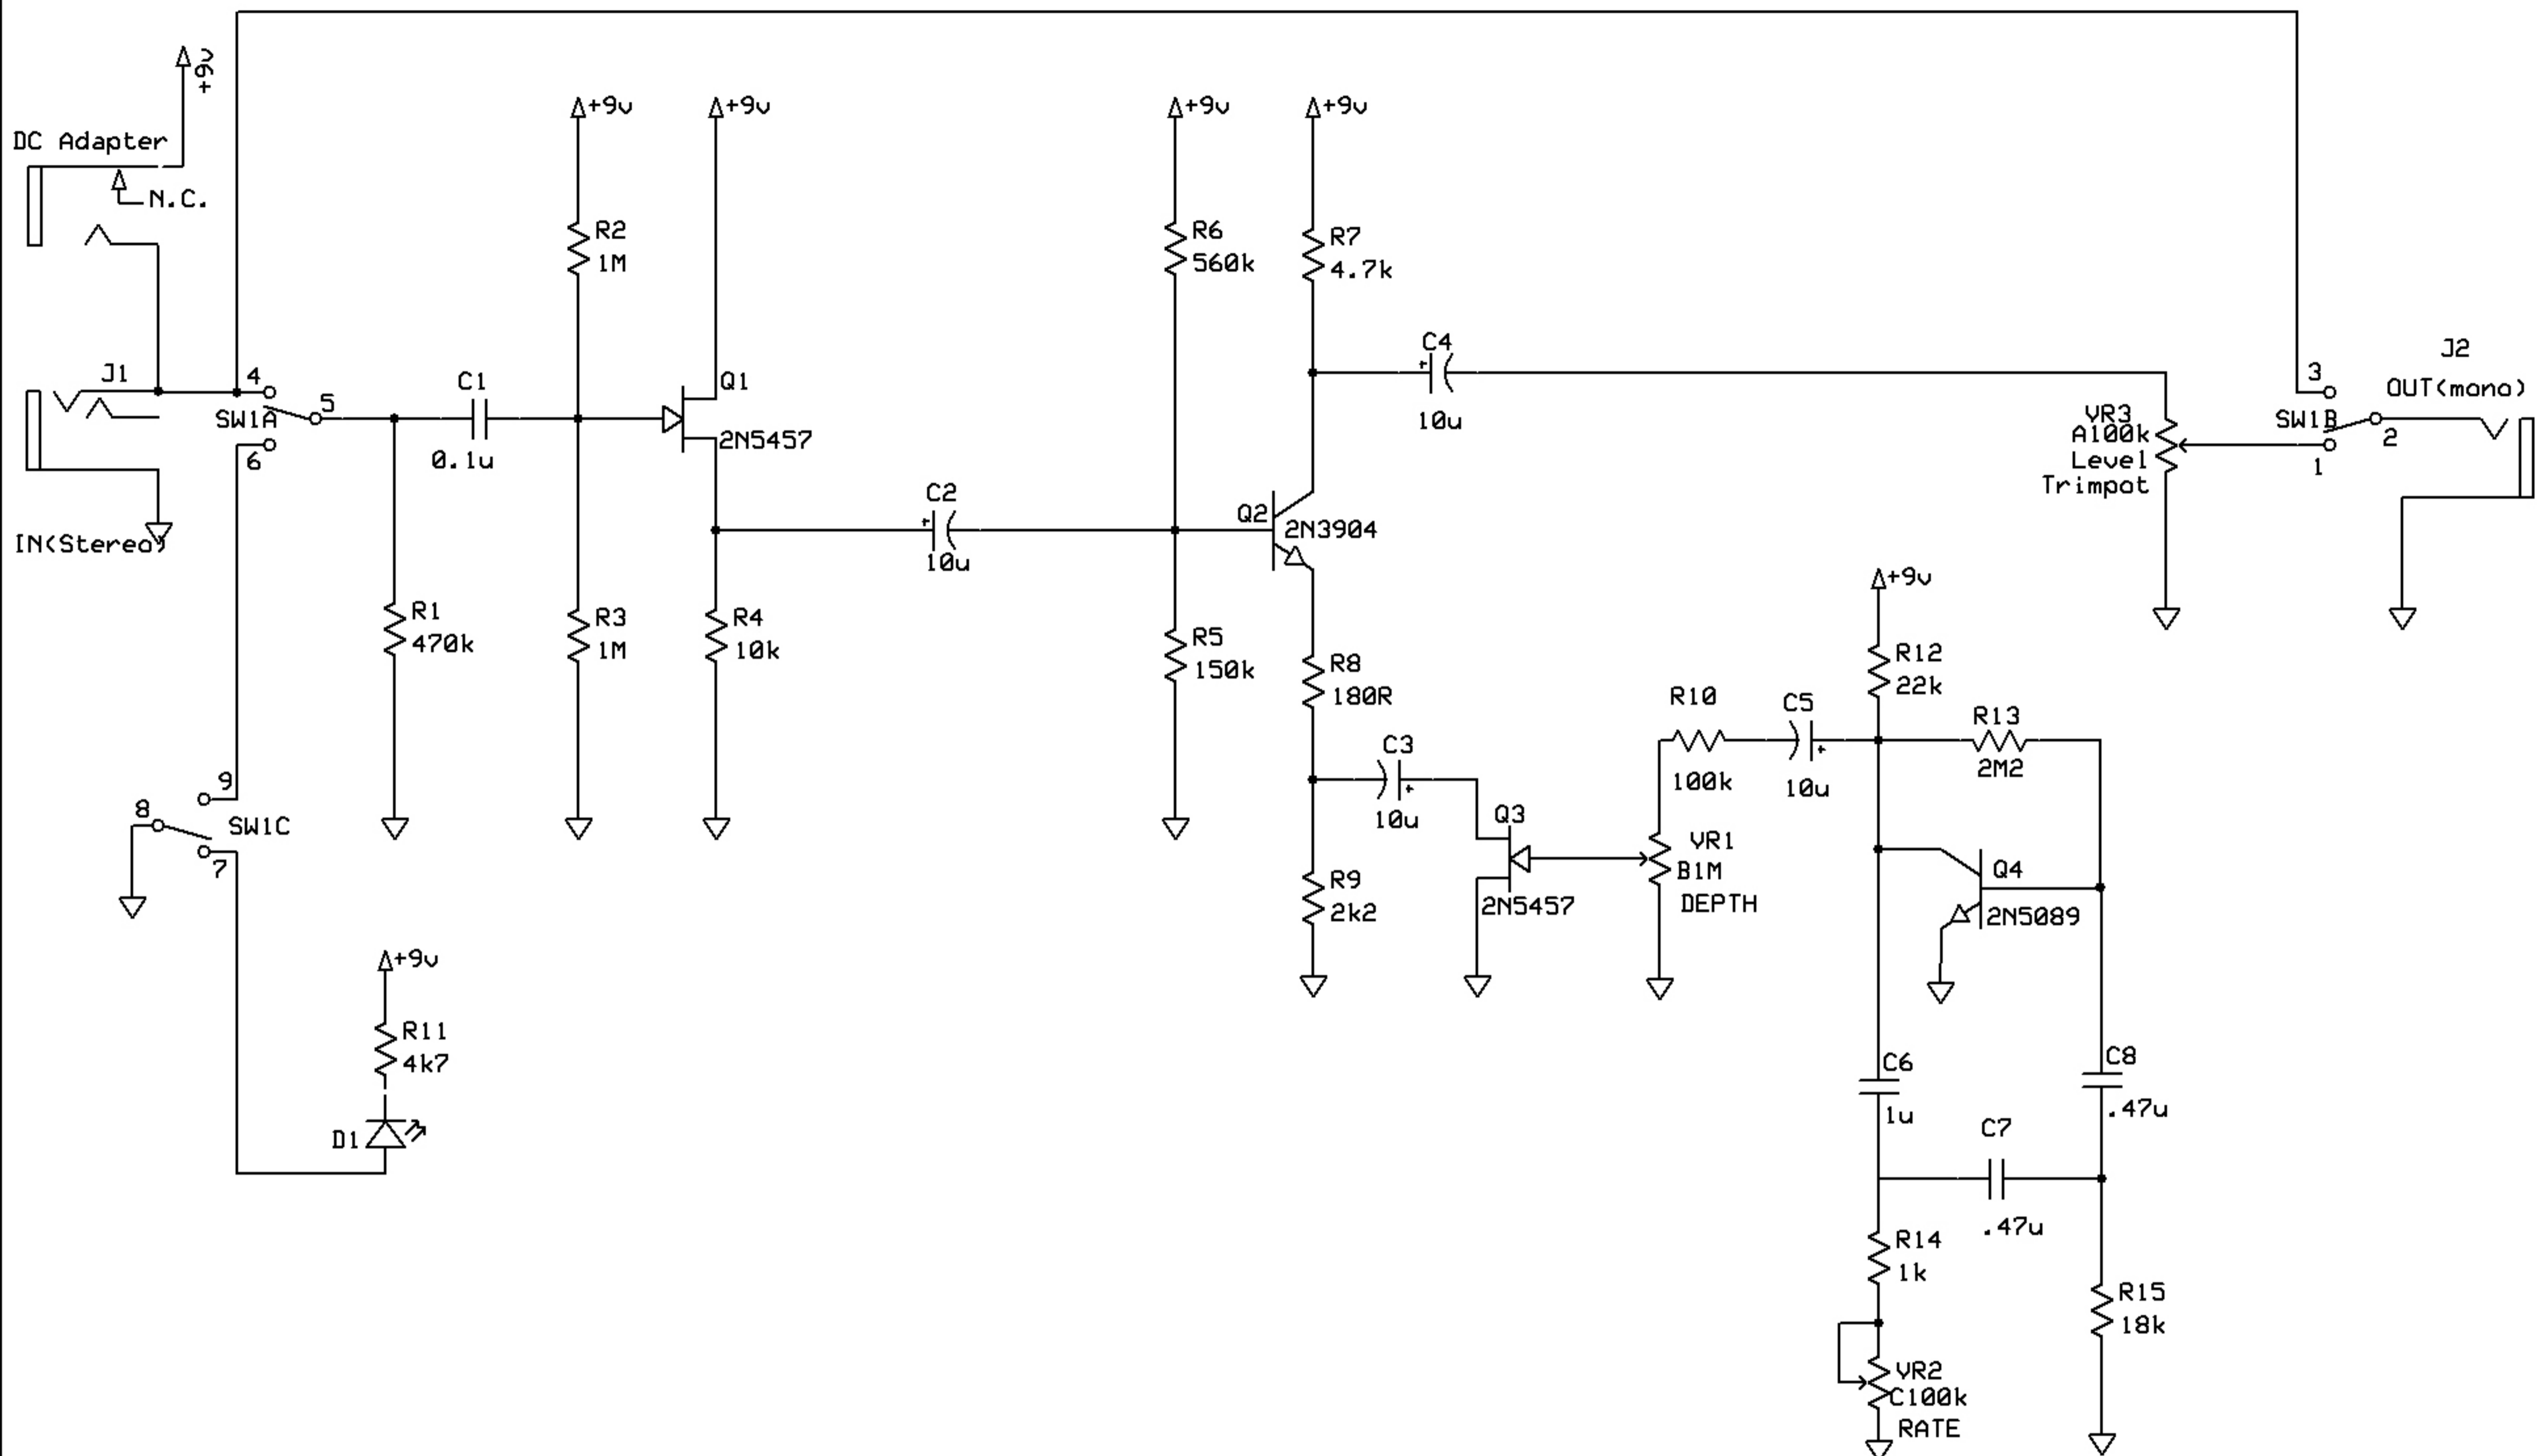 +9v
DC Adapter
N.C.
+9v
+9v
+9v
+9v
R2
1M
R6
560k
R7
4.7k
J1
4
SW1A
5
6
IN(Stereo)
C1
0.1u
Q1
2N5457
C4
10u
3
J2
OUT(mono)
SW1B
2
1
VR3
A100k
Level
Trimpot
C2
10u
Q2
2N3904
R1
470k
R3
1M
R4
10k
R5
150k
R8
180R
+9v
R12
22k
R10
100k
C5
+
10u
R13
2M2
C3
+
10u
9
8
SW1C
7
Q3
2N5457
VR1
B1M
DEPTH
R9
2k2
Q4
2N5089
+9v
R11
4k7
D1
C6
1u
C8
.47u
C7
.47u
R14
1k
R15
18k
VR2
C100k
RATE